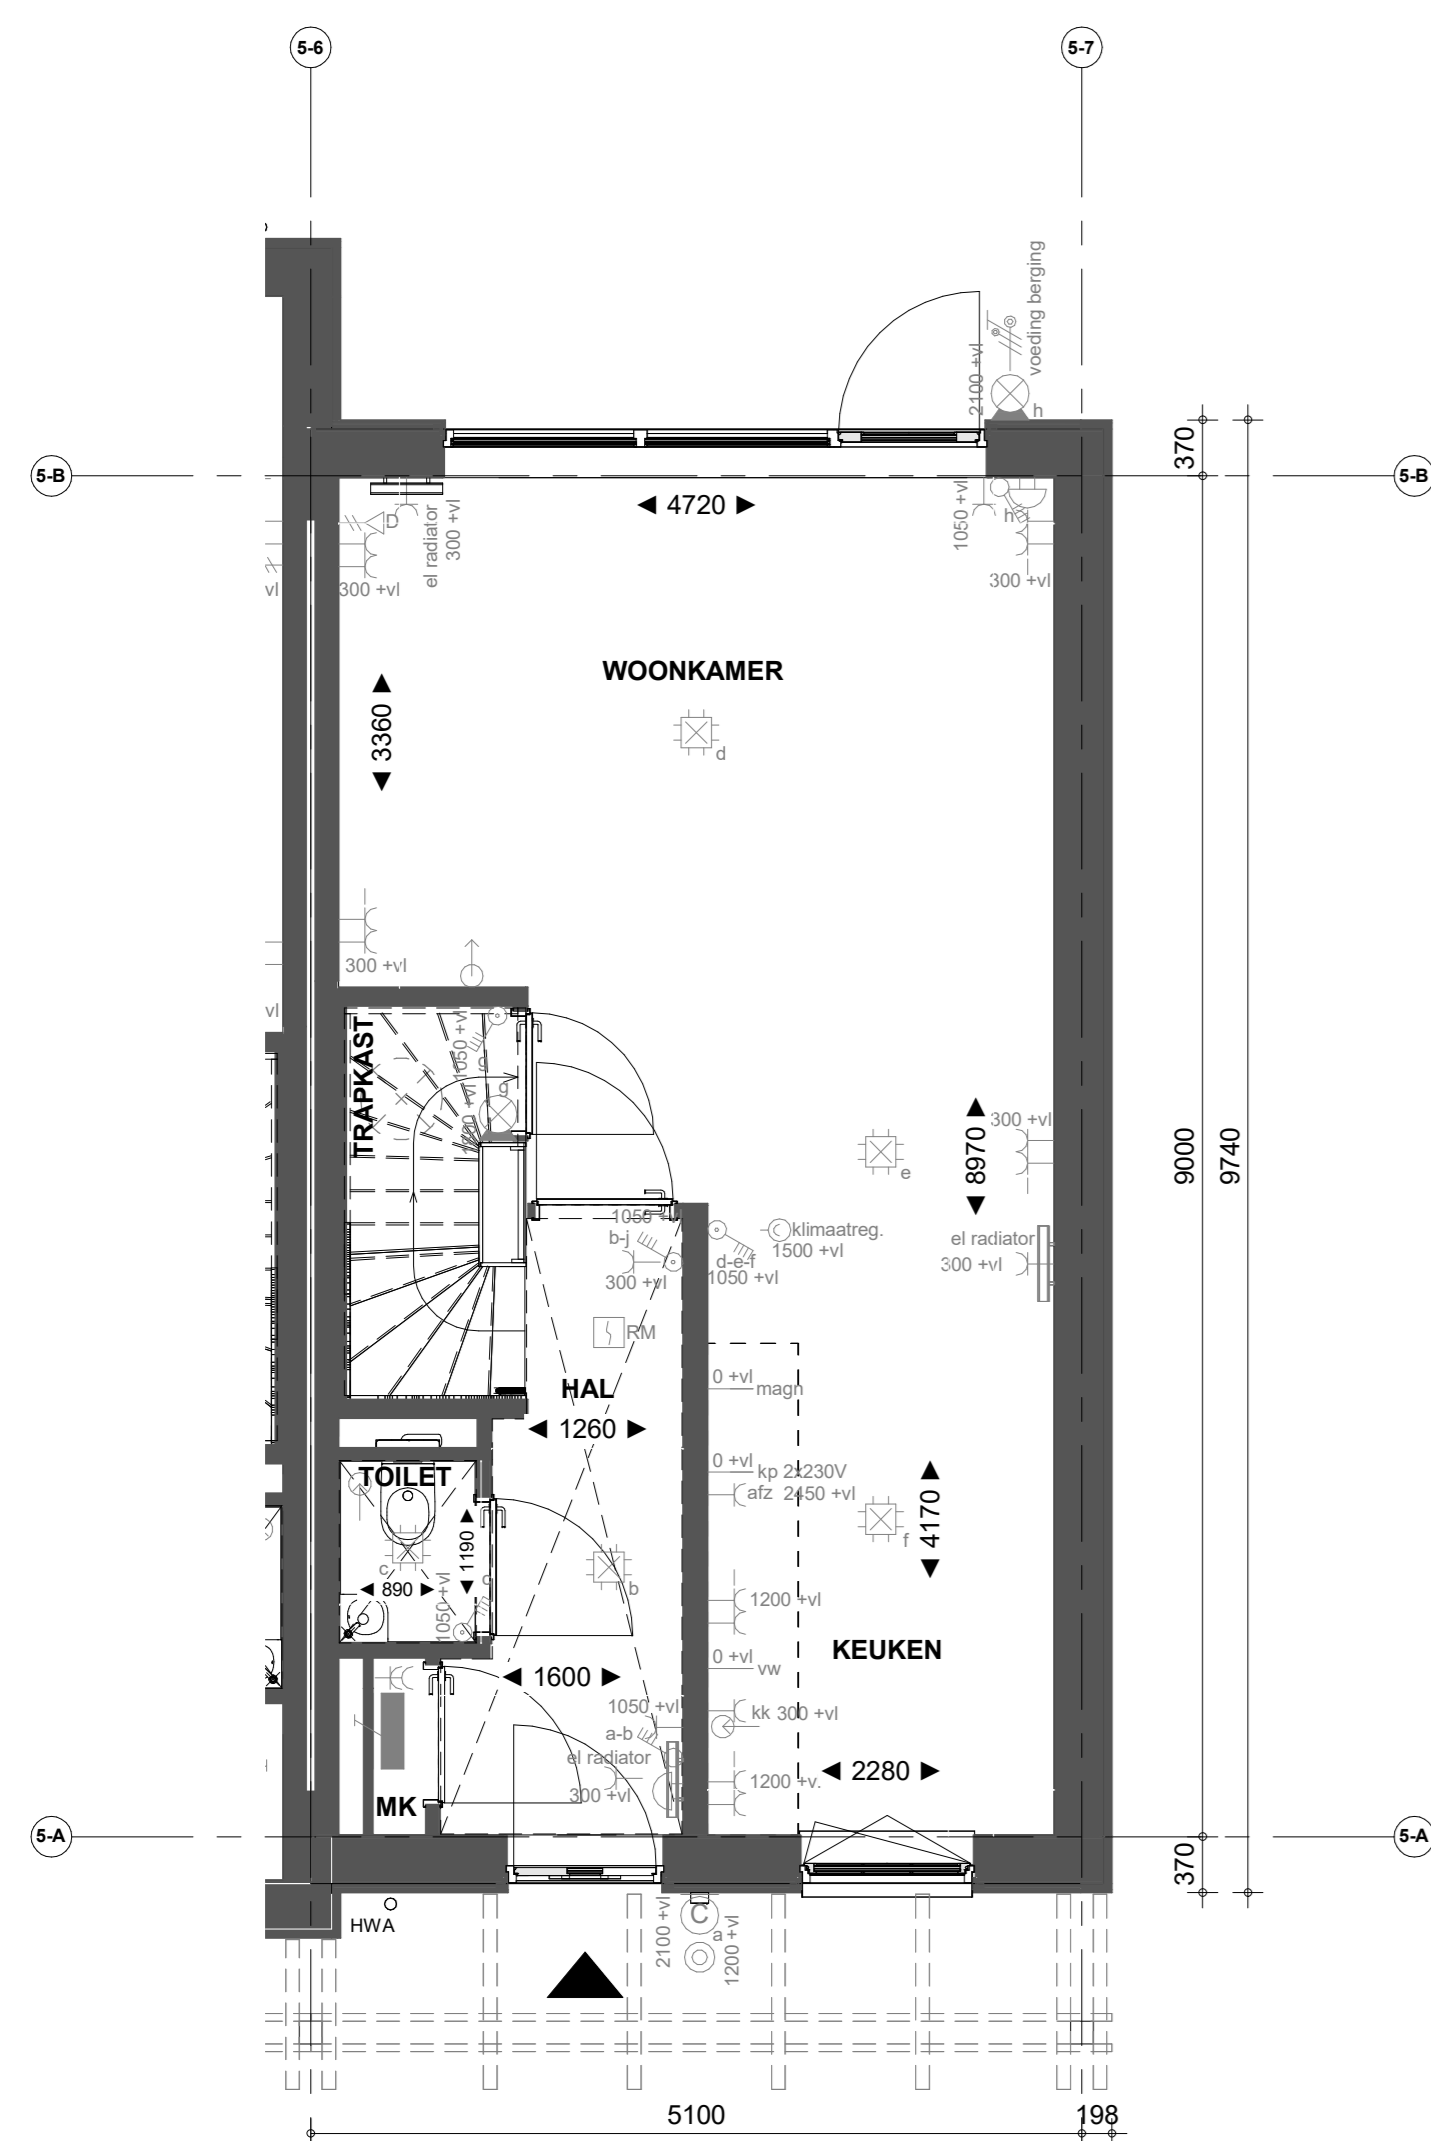 5-6
5-7
voeding berging
2100 +vl
h
370
5-B
5-B
4720
D
el radiator
300 +vl
1050 +vl
h
300 +vl
300 +vl
vl
WOONKAMER
3360
d
300 +vl
vl
TRAPKAST
1050 +vl
g
g
8970
300 +vl
9000
9740
e
1050 +vl
b-j
300 +vl
klimaatreg.
1500 +vl
d-e-f
1050 +vl
el radiator
300 +vl
RM
HAL
1260
0 +vl
magn
TOILET
0 +vl
kp 2x230V
afz 2450 +vl
4170
f
1190
c
890
c
1050 +vl
b
1200 +vl
KEUKEN
1600
0 +vl
vw
1050 +vl
a-b
kk 300 +vl
el radiator
300 +vl
2280
1200 +v.
MK
5-A
5-A
370
HWA
2100 +vl
C
a
1200 +vl
5100
198